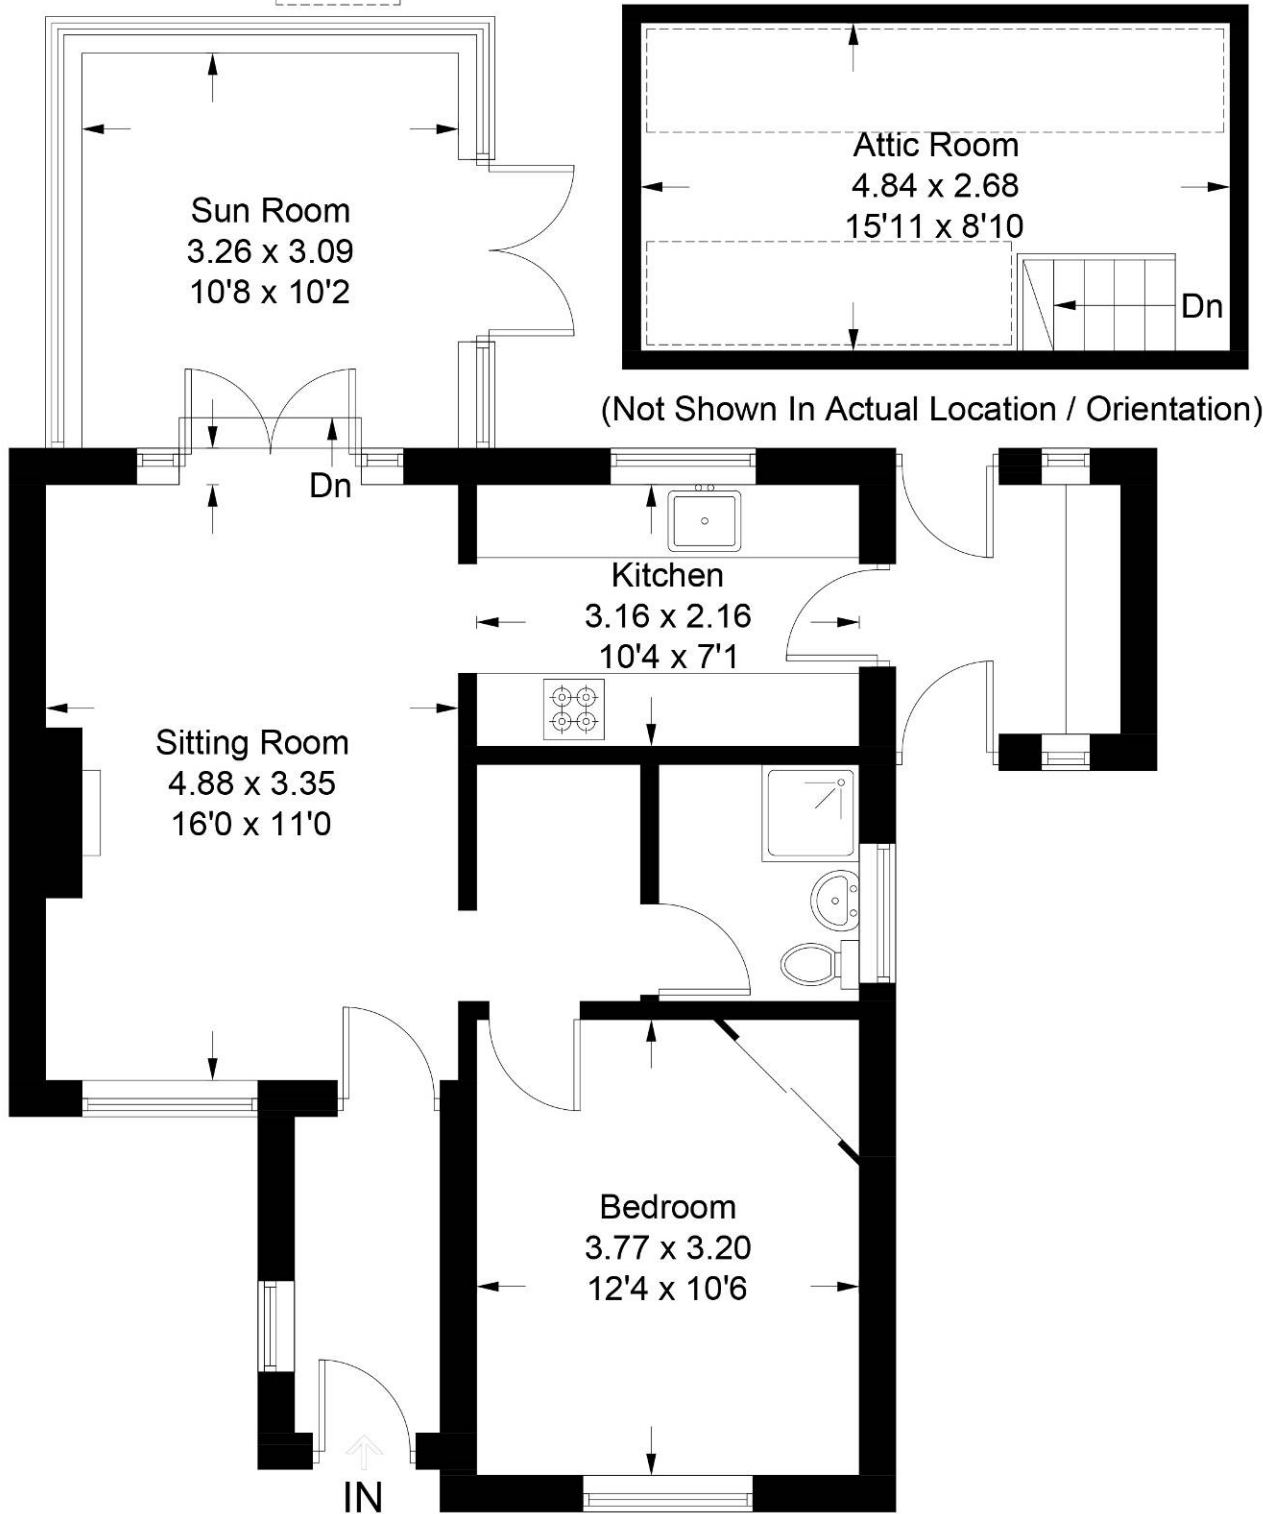 Sun Room
3.26 x 3.09
10'8 x 10'2
Attic Room
4.84 x 2.68
15'11 x 8'10
Dn
(Not Shown In Actual Location / Orientation)
Dn
Kitchen
3.16 x 2.16
10'4 x 7'1
Sitting Room
4.88 x 3.35
16'0 x 11'0
Bedroom
3.77 x 3.20
12'4 x 10'6
IN